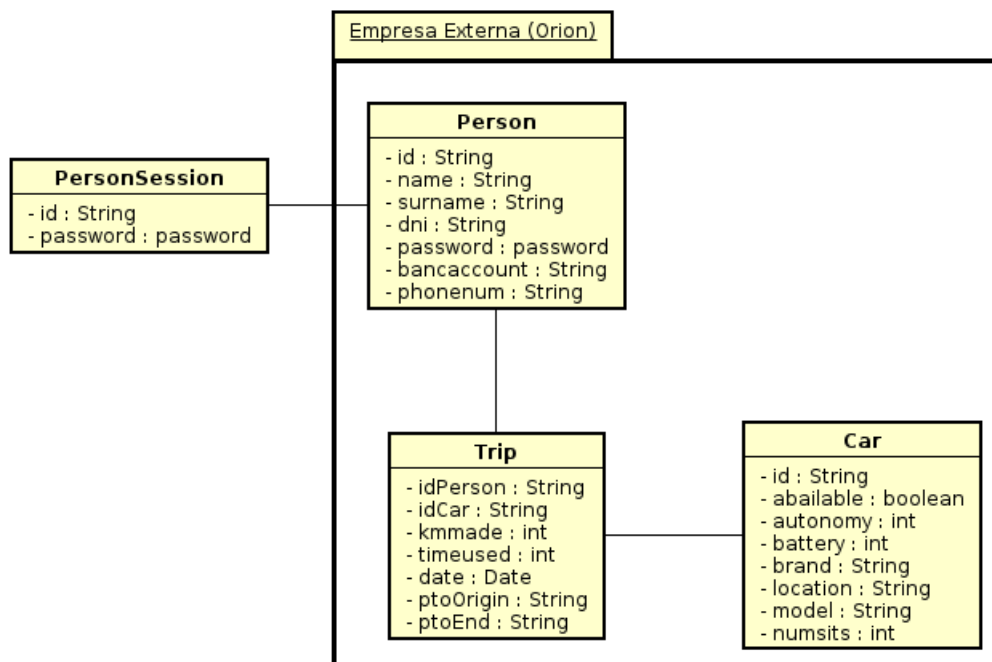 Empresa Externa (Orion)
Person
- id : String
- name : String
- surname : String
- dni : String
- password : password
- bancaccount : String
- phonenum : String
PersonSession
- id : String
- password : password
Trip
- idPerson : String
- idCar : String
- kmmade : int
- timeused : int
- date : Date
- ptoOrigin : String
- ptoEnd : String
Car
- id : String
- abailable : boolean
- autonomy : int
- battery : int
- brand : String
- location : String
- model : String
- numsits : int